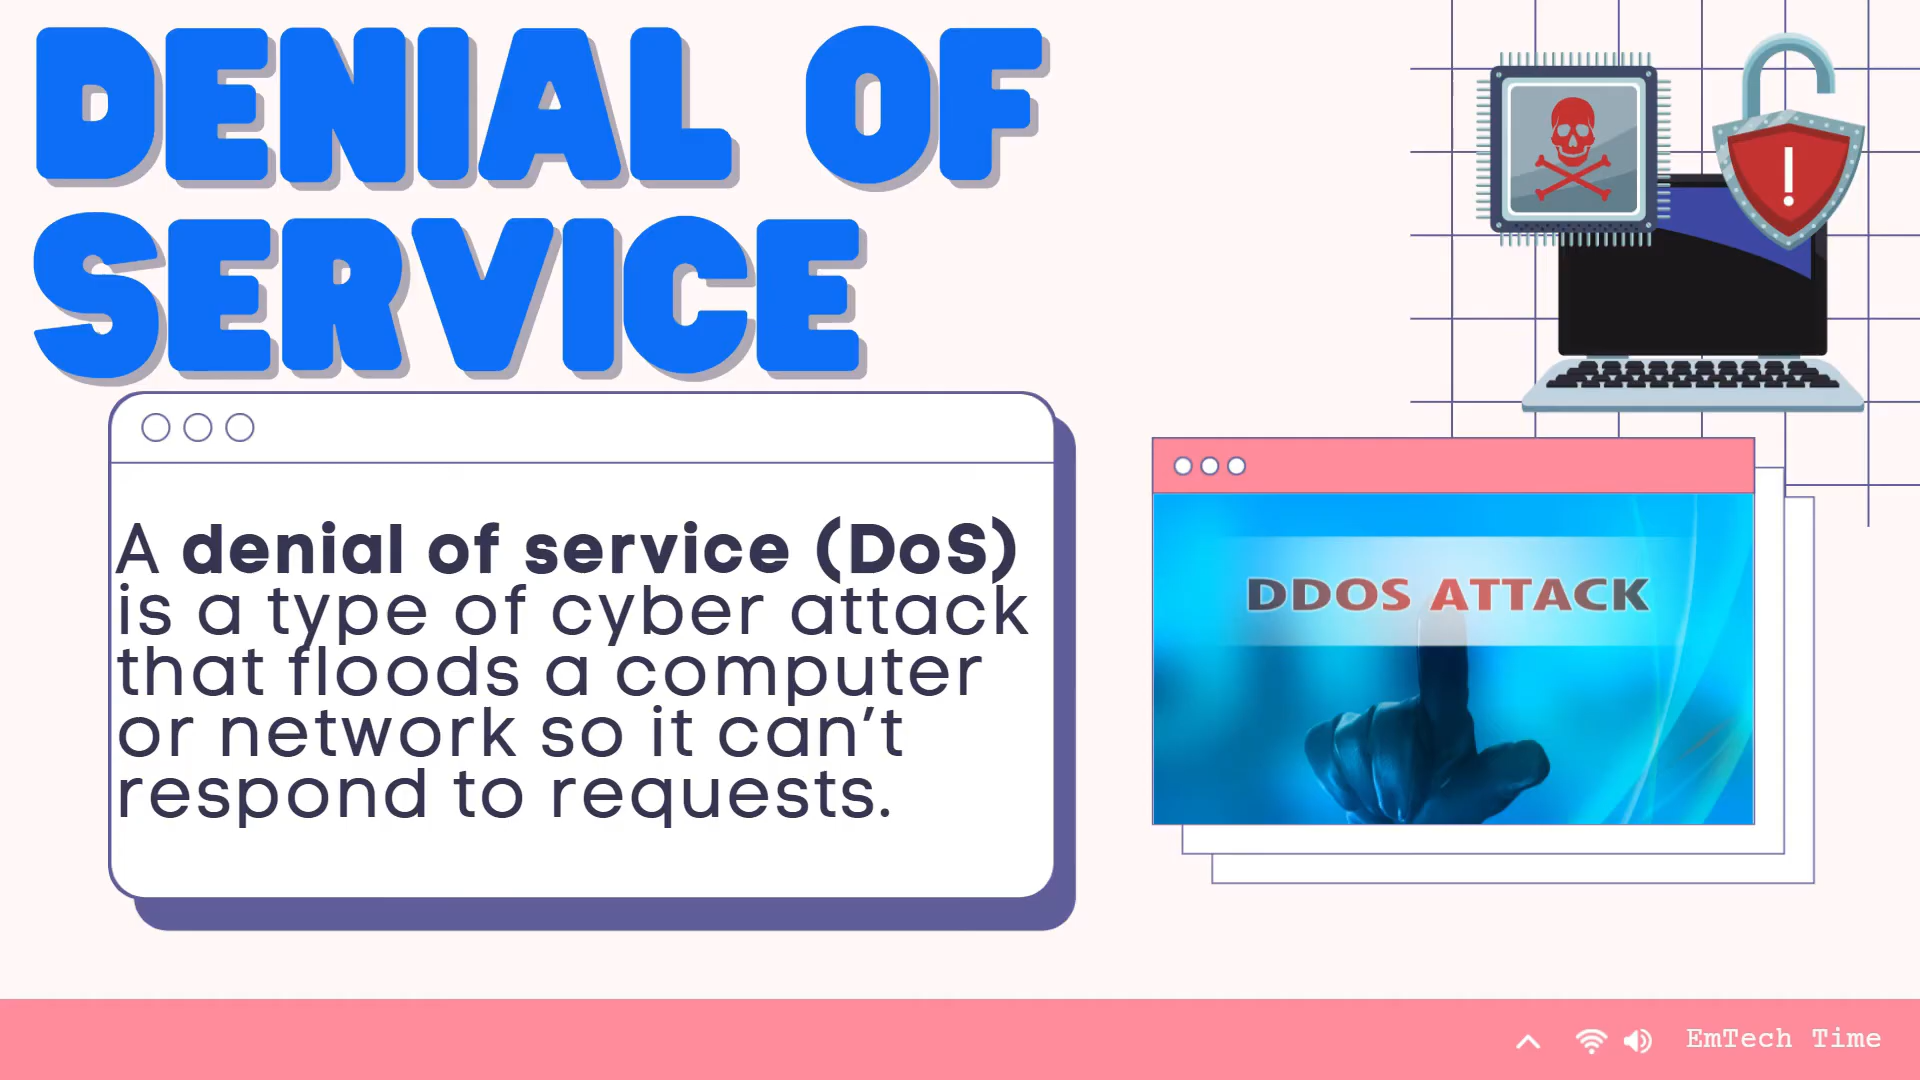 DENIAL OF
SERVICE
A denial of service (DoS)
is a type of cyber attack
that floods a computer
or network so it can’t
respond to requests.
DDOS ATTACK
EmTech Time